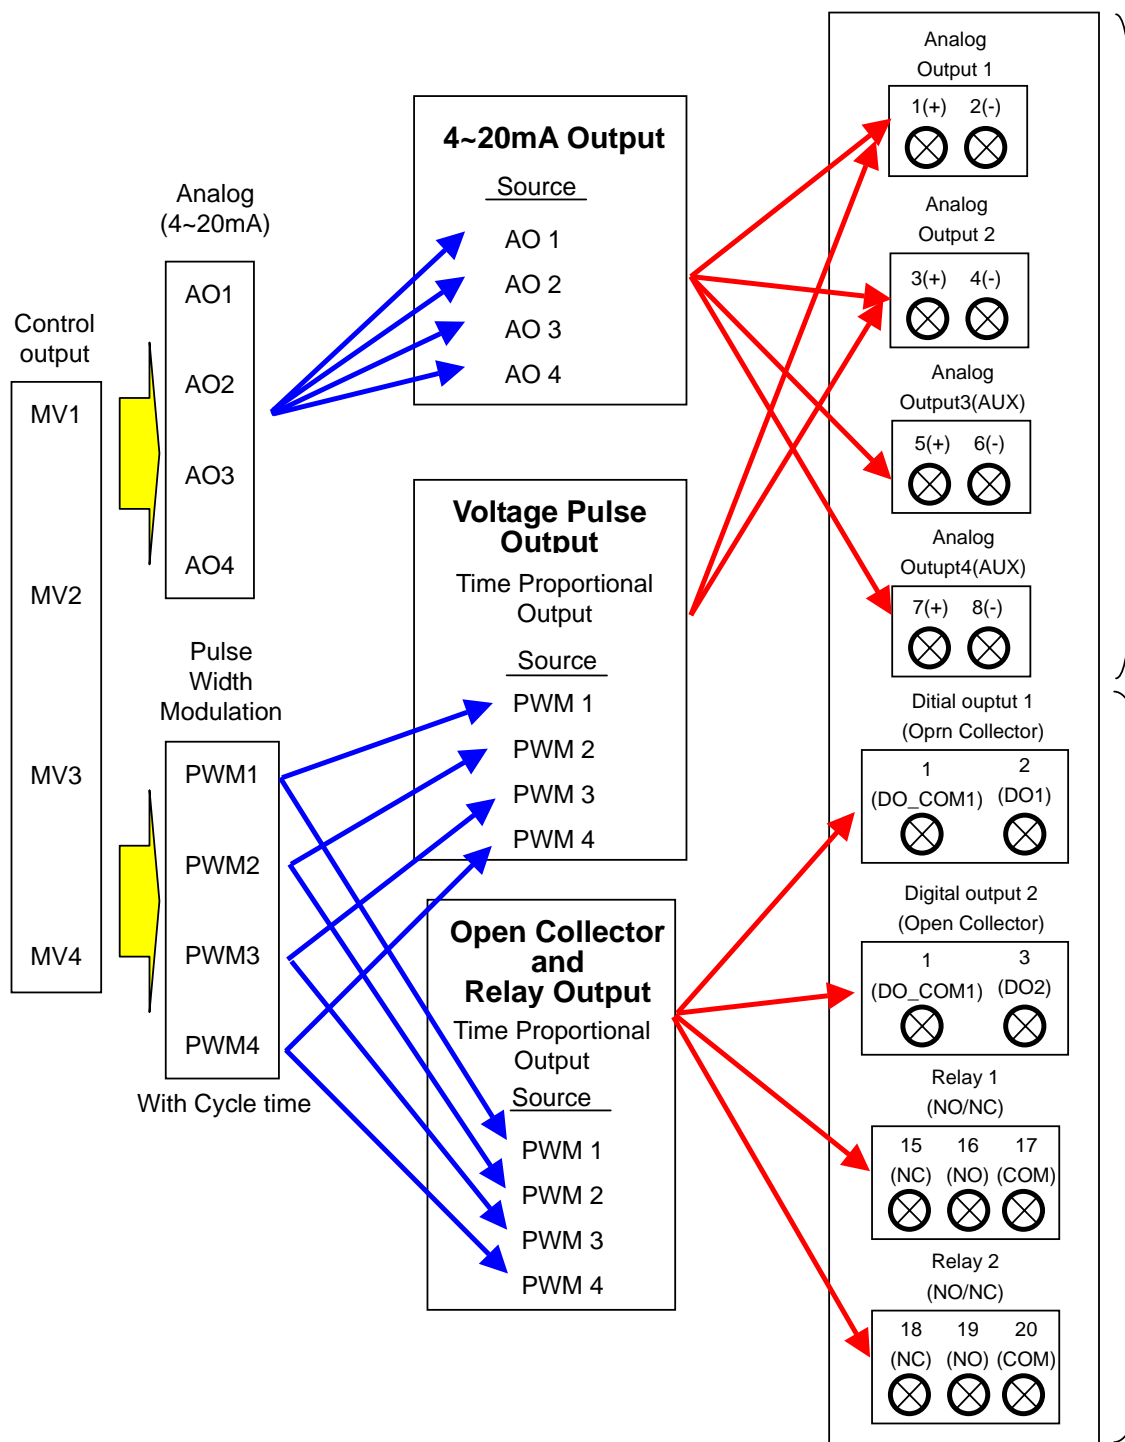 Control
output
MV1
MV2
MV3
MV4
Analog
(4~20mA)
AO1
AO2
AO3
AO4
Pulse
Width
Modulation
PWM1
PWM2
PWM3
PWM4
With Cycle time
4~20mA Output
Source
AO 1
AO 2
AO 3
AO 4
Voltage Pulse
Output
Time Proportional
Output
Source
PWM 1
PWM 2
PWM 3
PWM 4
Open Collector
and
Relay Output
Time Proportional
Output
Source
PWM 1
PWM 2
PWM 3
PWM 4
Analog
Output 1
1(+) 2(-)
Analog
Output 2
3(+) 4(-)
Analog
Output3(AUX)
5(+) 6(-)
Analog
Outupt4(AUX)
7(+) 8(-)
Ditial ouptut 1
(Oprn Collector)
1 2
(DO_COM1) (DO1)
Digital output 2
(Open Collector)
1 3
(DO_COM1) (DO2)
Relay 1
(NO/NC)
15 16 17
(NC) (NO) (COM)
Relay 2
(NO/NC)
18 19 20
(NC) (NO) (COM)